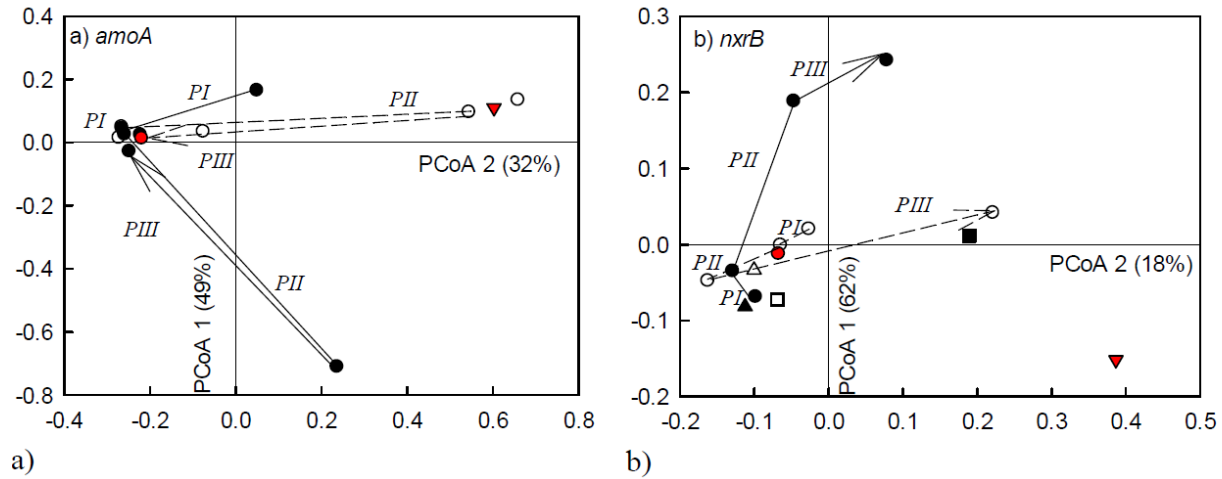 a) amoA
0.4
0.2
0.0
-0.2
-0.4
-0.6
-0.8
-0.4
-0.2
0.0
0.2
0.4
0.6
0.8
PI
PI
PII
PIII
PIII
PII
PCoA 2 (32%)
PCoA 1 (49%)
a)
b) nxrB
0.3
0.2
0.1
0.0
-0.1
-0.2
-0.2
-0.1
0.0
0.1
0.2
0.3
0.4
0.5
PIII
PII
PIII
PI
PII
PI
PCoA 2 (18%)
PCoA 1 (62%)
b)